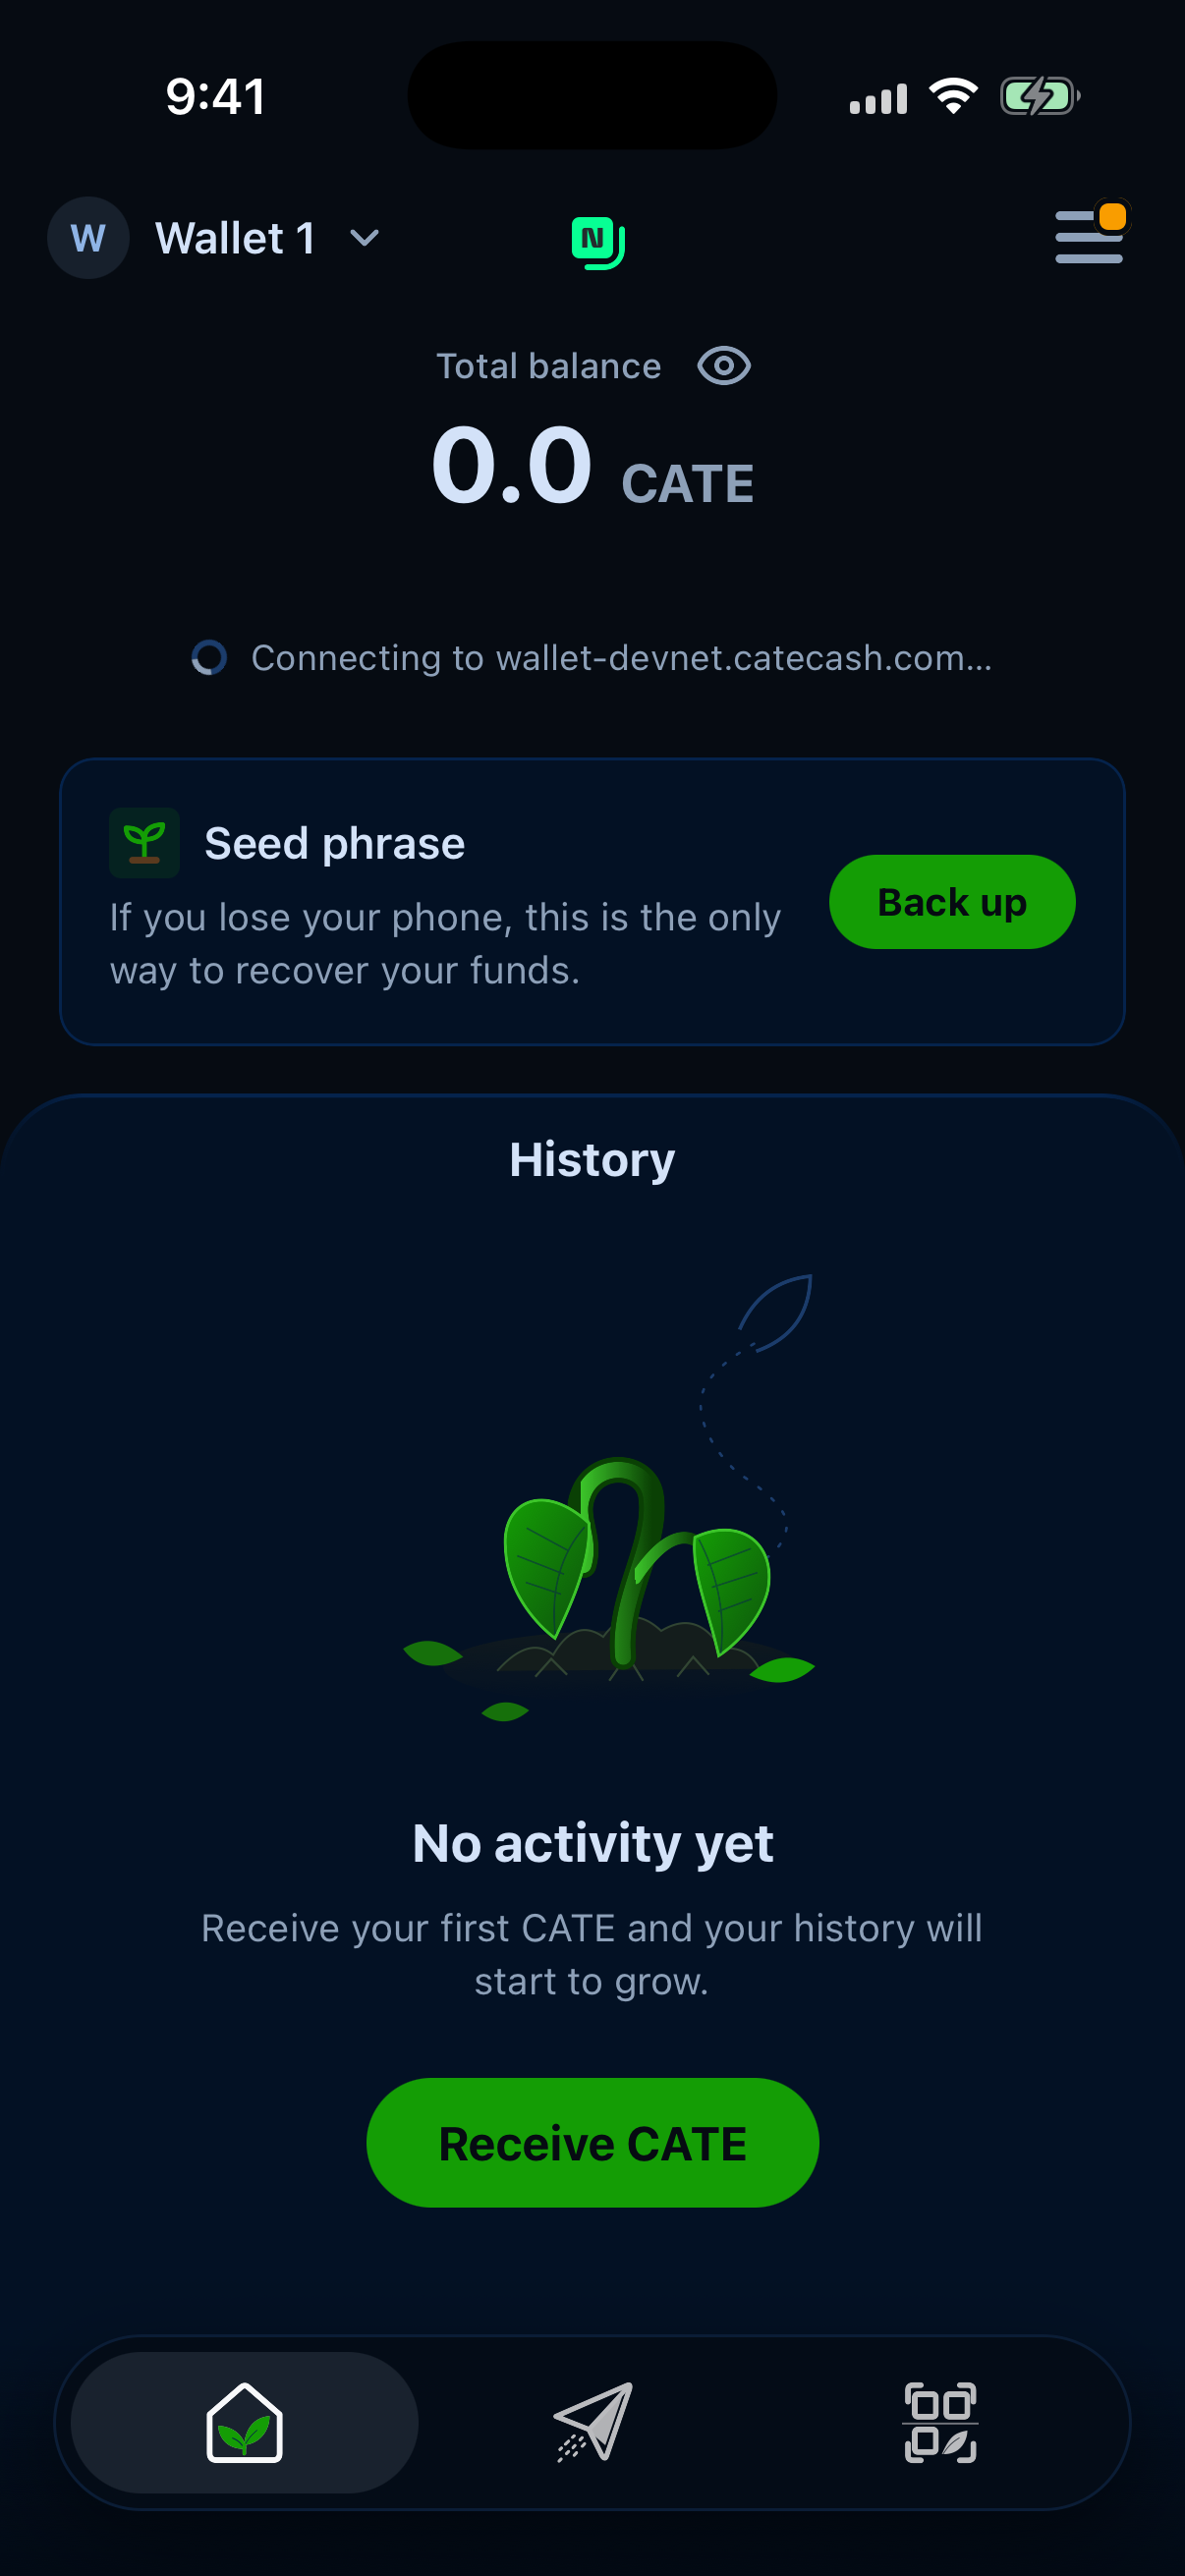 9:41
W
Wallet 1
N
Total balance
0.0 CATE
Connecting to wallet-devnet.catecash.com...
Seed phrase
If you lose your phone, this is the only
way to recover your funds.
Back up
History
No activity yet
Receive your first CATE and your history will
start to grow.
Receive CATE